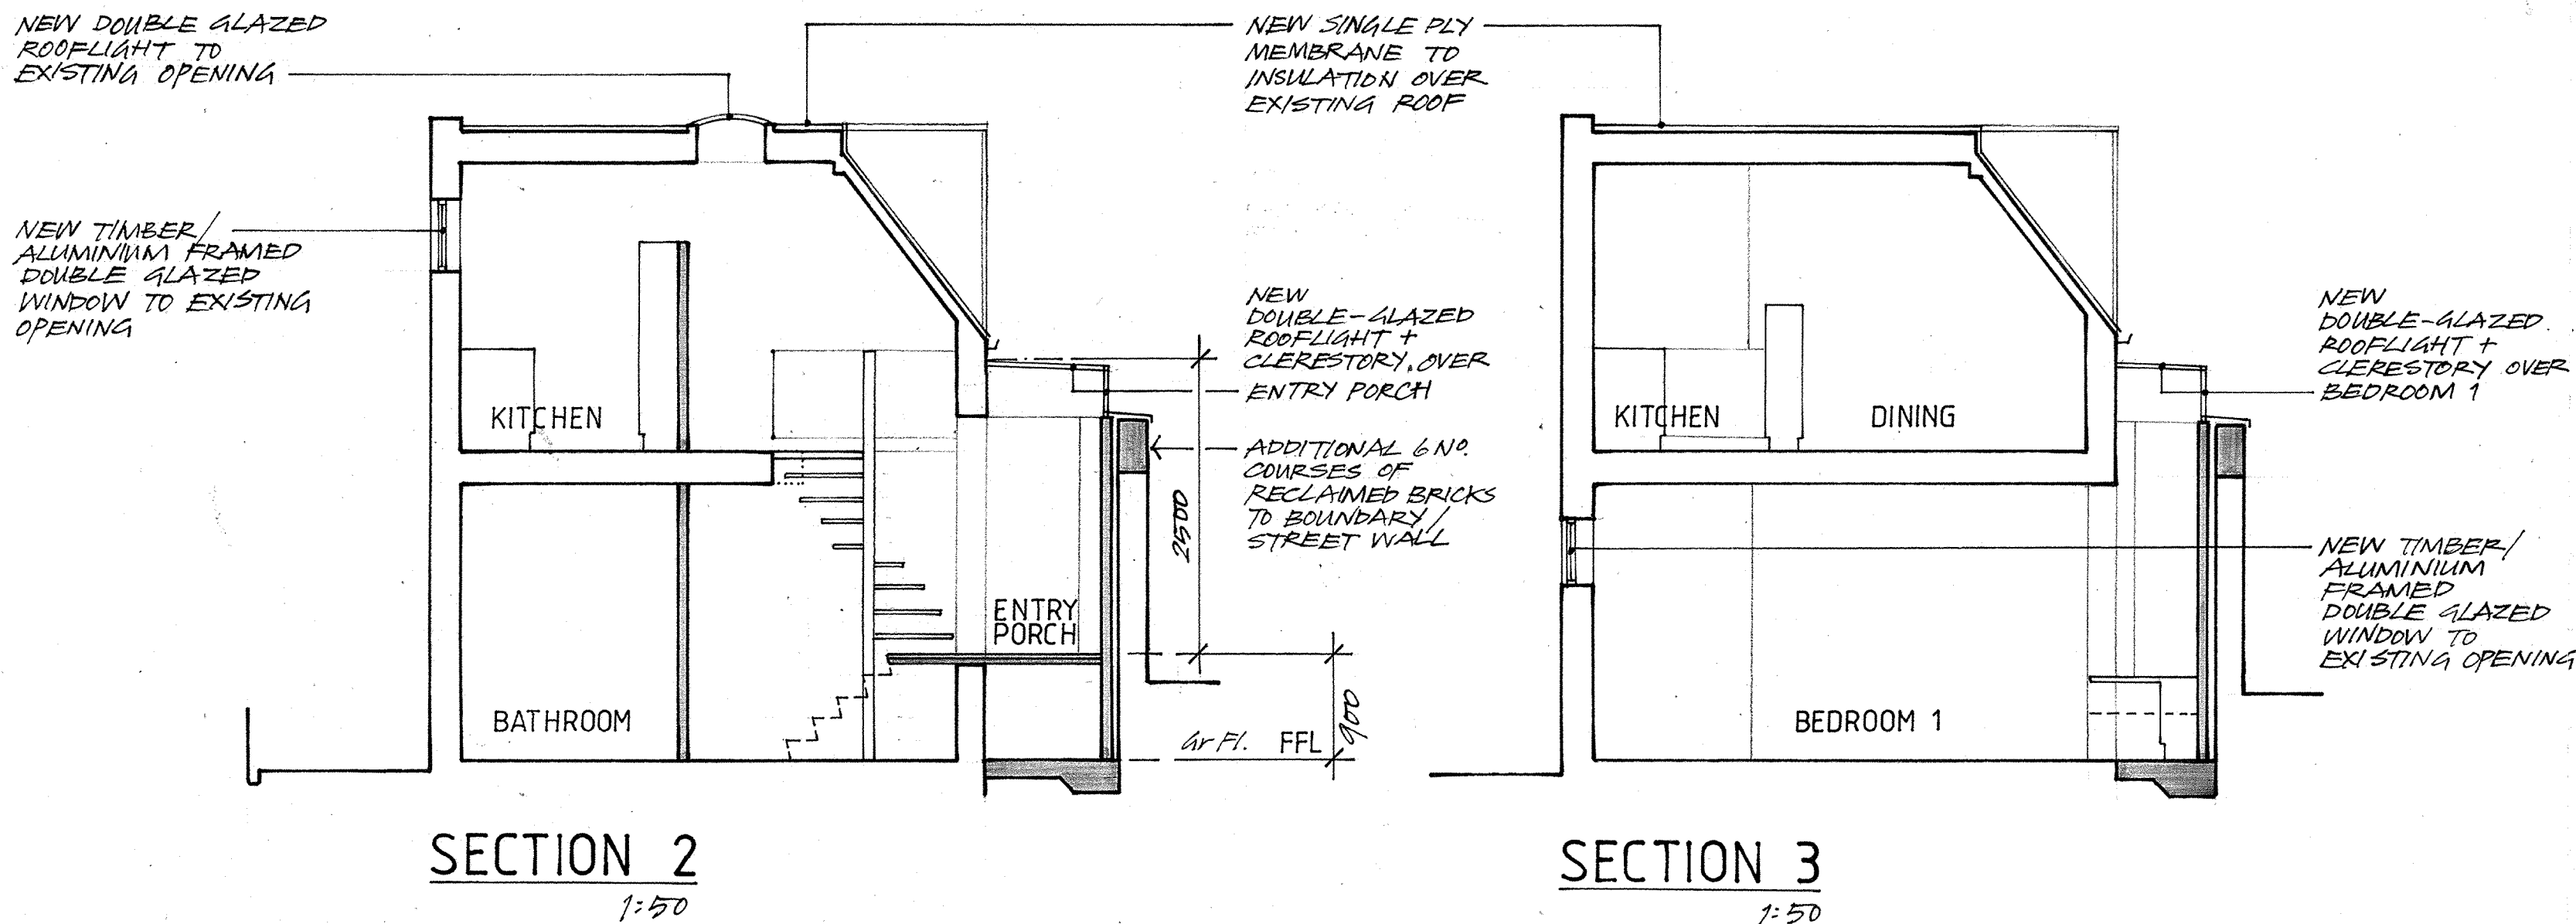 NEW DOUBLE GLAZED
ROOFLIGHT TO
EXISTING OPENING
NEW SINGLE PLY
MEMBRANE TO
INSULATION OVER
EXISTING ROOF
NEW TIMBER/
ALUMINIUM FRAMED
DOUBLE GLAZED
WINDOW TO EXISTING
OPENING
NEW
DOUBLE-GLAZED
ROOFLIGHT +
CLERESTORY OVER
ENTRY PORCH
ADDITIONAL 6 NO.
COURSES OF
RECLAIMED BRICKS
TO BOUNDARY/
STREET WALL
KITCHEN
BATHROOM
ENTRY
PORCH
2500
900
Gr Fl. FFL
SECTION 2
1:50
NEW
DOUBLE-GLAZED
ROOFLIGHT +
CLERESTORY OVER
BEDROOM 1
NEW TIMBER/
ALUMINIUM
FRAMED
DOUBLE GLAZED
WINDOW TO
EXISTING OPENING
KITCHEN
DINING
BEDROOM 1
SECTION 3
1:50